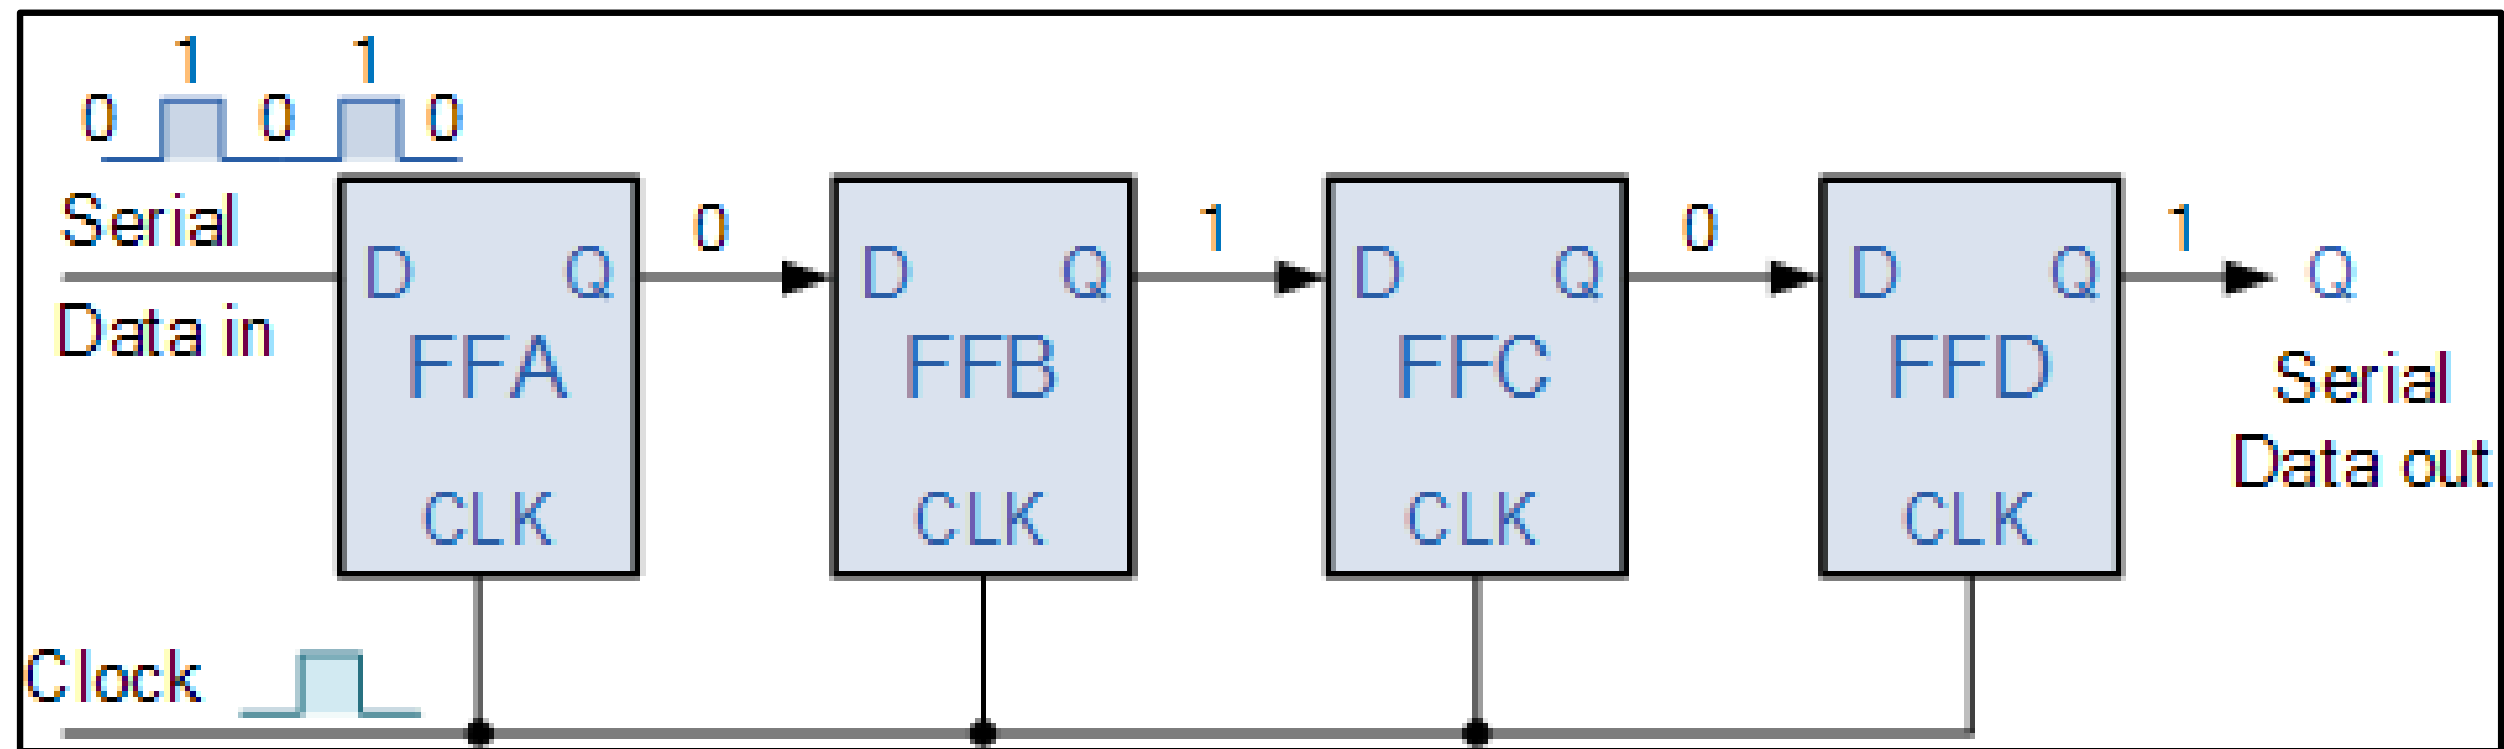 1 1
0 0 0
Serial
Data in
D Q
FFA
CLK
0
D Q
FFB
CLK
1
D Q
FFC
CLK
0
D Q
FFD
CLK
1
Q
Serial
Data out
Clock